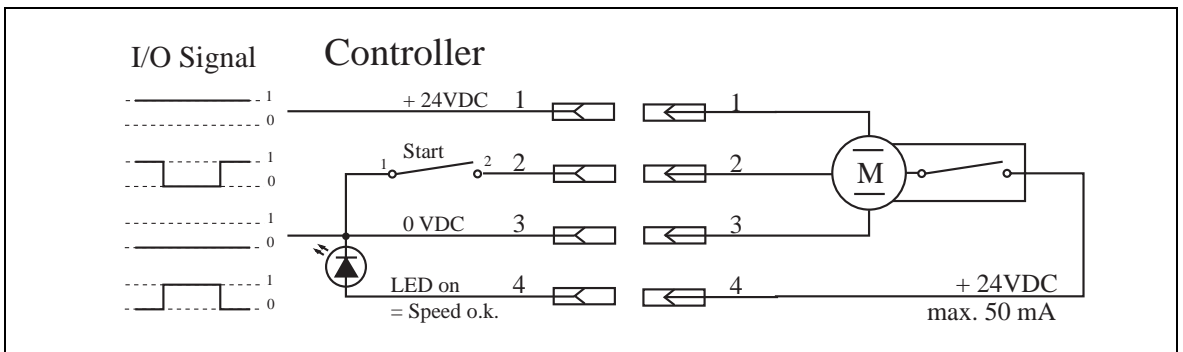 I/O Signal
Controller
1
0
+ 24VDC
1
1
1
0
Start
1
2
2
2
M
1
0
0 VDC
3
3
1
0
LED on
= Speed o.k.
4
4
+ 24VDC
max. 50 mA